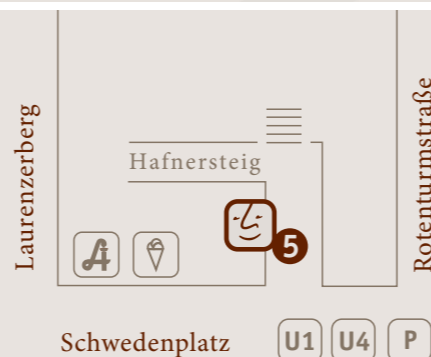 Laurenzerberg
Hafnersteig
Rotenturmstraße
A
5
Schwedenplatz
U1 U4 P